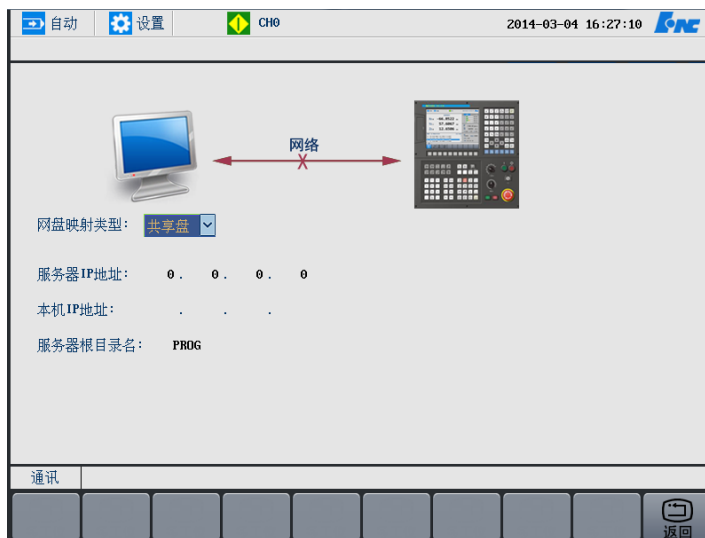 自动 设置 CH0 2014-03-04 16:27:10 HNC
网络
网盘映射类型： 共享盘
服务器IP地址： 0. 0. 0. 0
本机IP地址： . . .
服务器根目录名： PROG
通讯
返回